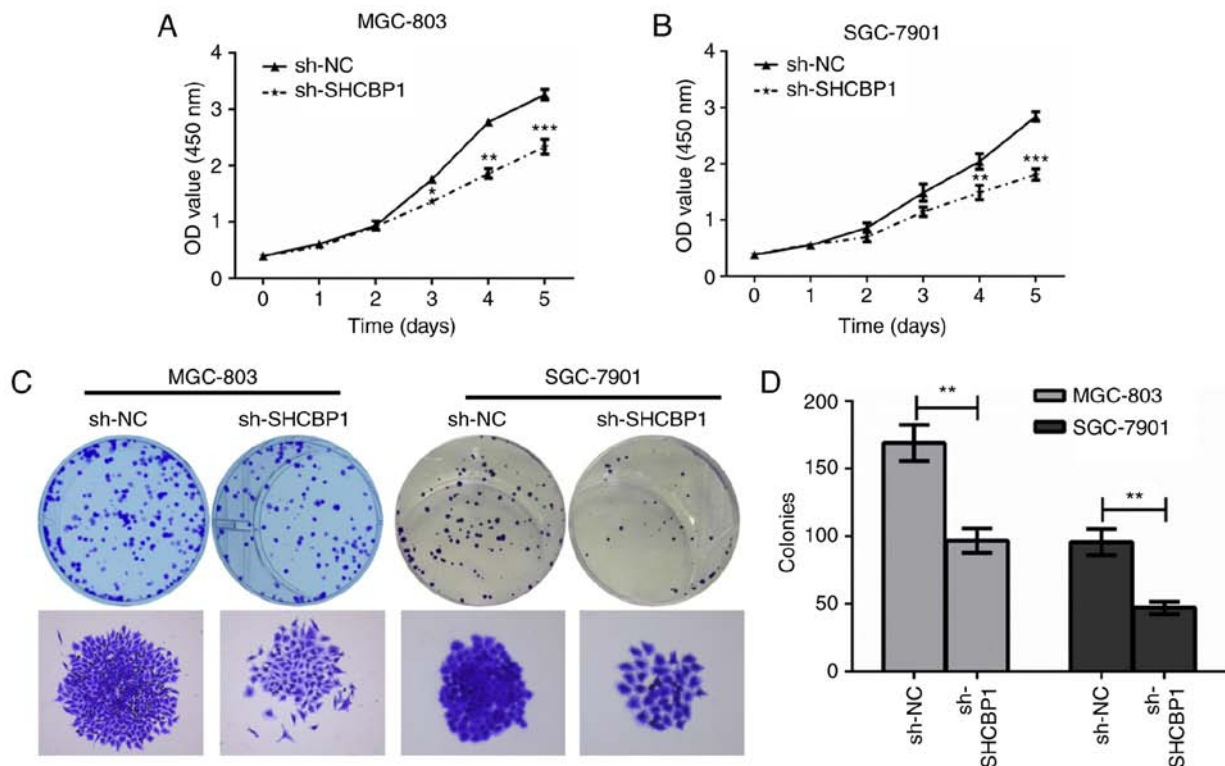 A
MGC-803
sh-NC
sh-SHCBP1
OD value (450 nm)
4
3
2
1
0
*
**
***
0 1 2 3 4 5
Time (days)
B
SGC-7901
sh-NC
sh-SHCBP1
OD value (450 nm)
4
3
2
1
0
**
***
0 1 2 3 4 5
Time (days)
C
MGC-803
SGC-7901
sh-NC
sh-SHCBP1
sh-NC
sh-SHCBP1
D
MGC-803
SGC-7901
Colonies
200
150
100
50
0
**
**
sh-NC
sh-
SHCBP1
sh-NC
sh-
SHCBP1